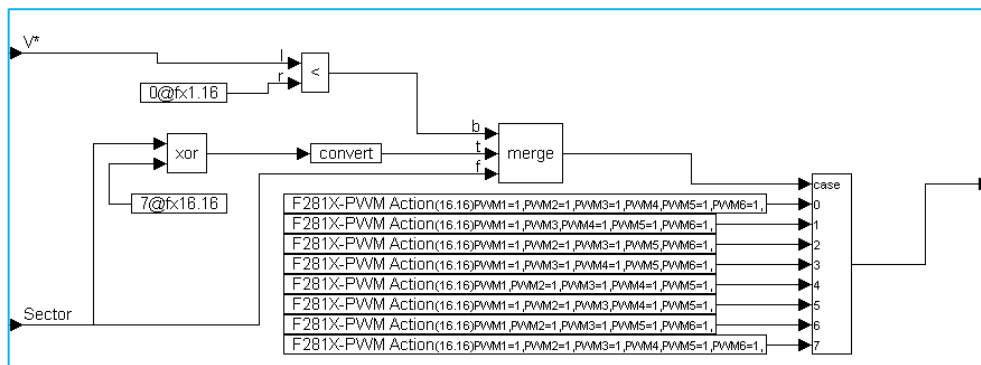 V*
l
<
r
0@fx1.16
b
xor
convert
t
merge
f
7@fx16.16
case
F281X-PWM Action(16.16)PWM1=1,PWM2=1,PWM3=1,PWM4,PWM5=1,PWM6=1,
0
F281X-PWM Action(16.16)PWM1=1,PWM3,PWM4=1,PWM5=1,PWM6=1,
1
F281X-PWM Action(16.16)PWM1=1,PWM2=1,PWM3=1,PWM5,PWM6=1,
2
F281X-PWM Action(16.16)PWM1=1,PWM3=1,PWM4=1,PWM5,PWM6=1,
3
F281X-PWM Action(16.16)PWM1,PWM2=1,PWM3=1,PWM4=1,PWM5=1,
4
Sector
F281X-PWM Action(16.16)PWM1=1,PWM2=1,PWM3,PWM4=1,PWM5=1,
5
F281X-PWM Action(16.16)PWM1,PWM2=1,PWM3=1,PWM5=1,PWM6=1,
6
F281X-PWM Action(16.16)PWM1=1,PWM2=1,PWM3=1,PWM4,PWM5=1,PWM6=1,
7